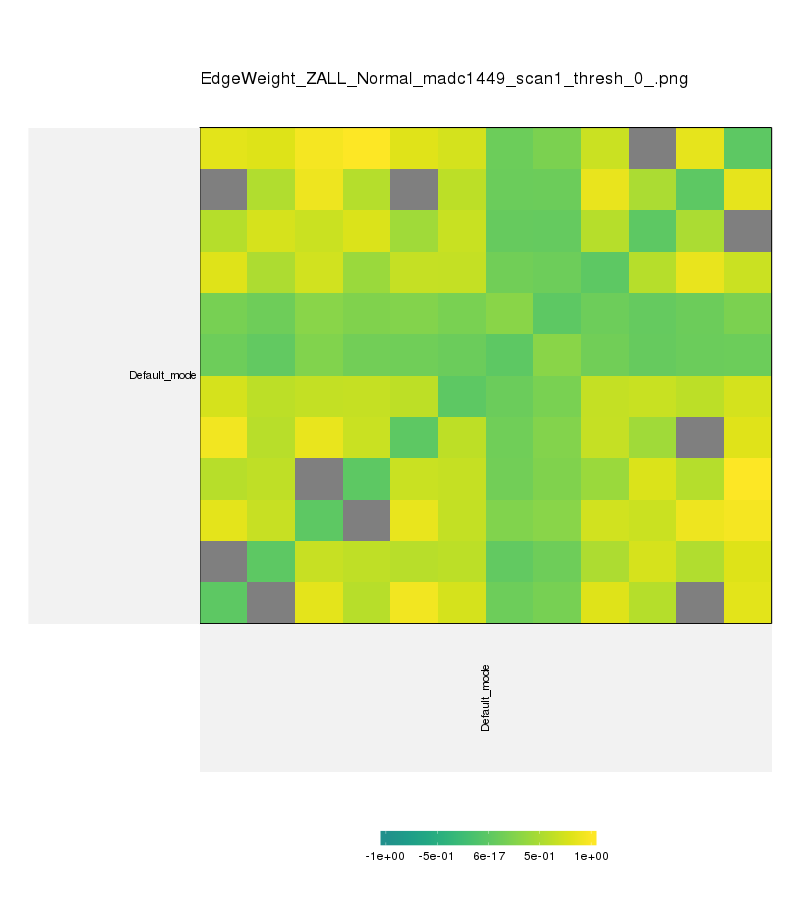 EdgeWeight_ZALL_Normal_madc1449_scan1_thresh_0_.png
Default_mode
Default_mode
-1e+00 -5e-01 6e-17 5e-01 1e+00